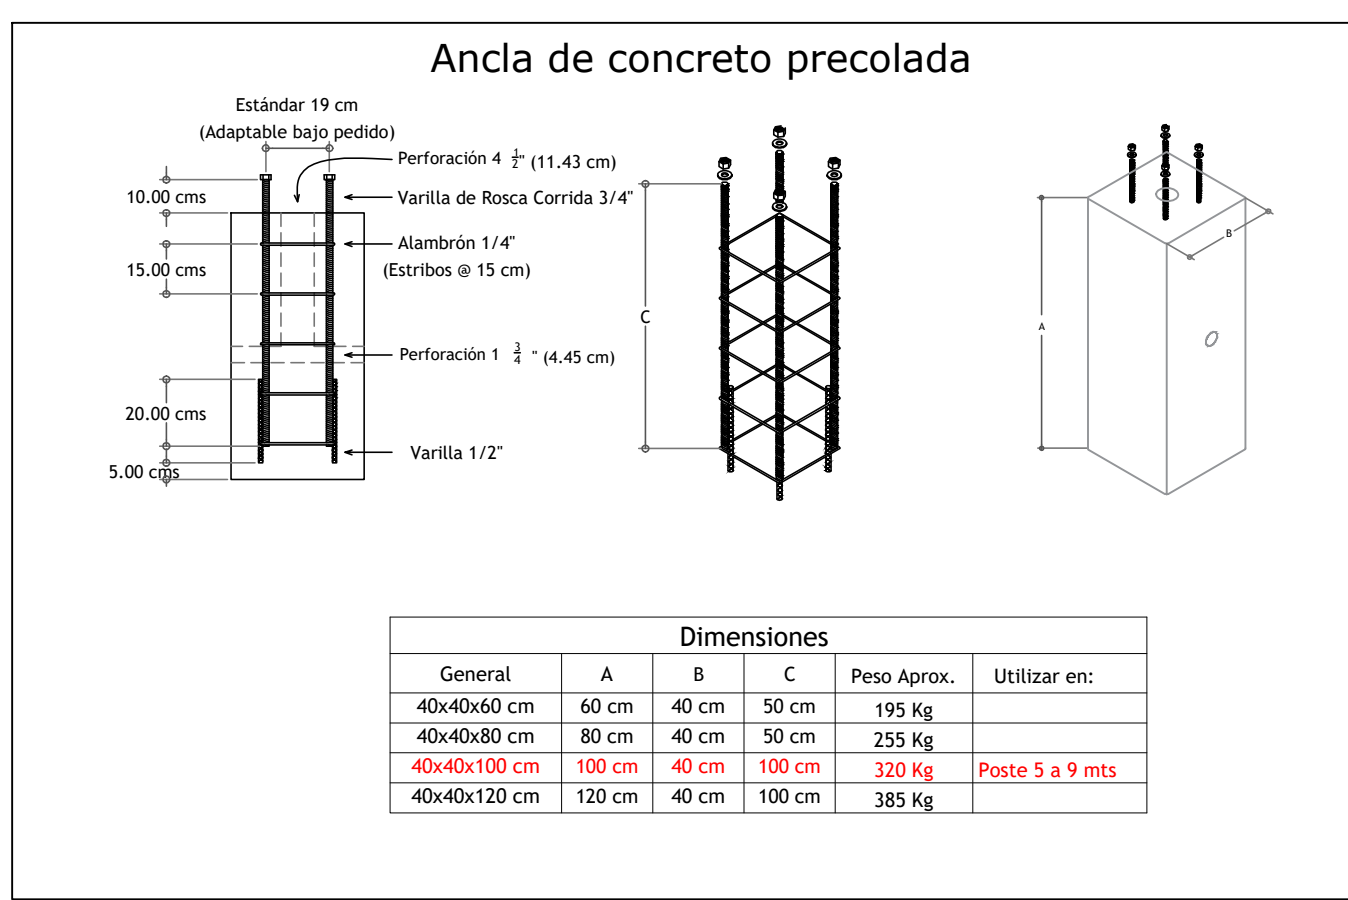 Ancla de concreto precolada
Estándar 19 cm
(Adaptable bajo pedido)
Perforación 4 1/2" (11.43 cm)
10.00 cms
Varilla de Rosca Corrida 3/4"
Alambrón 1/4"
15.00 cms
(Estribos @ 15 cm)
Perforación 1 3/4 " (4.45 cm)
20.00 cms
Varilla 1/2"
5.00 cms
C
A
B
Dimensiones
General A B C Peso Aprox. Utilizar en:
40x40x60 cm 60 cm 40 cm 50 cm 195 Kg
40x40x80 cm 80 cm 40 cm 50 cm 255 Kg
40x40x100 cm 100 cm 40 cm 100 cm 320 Kg Poste 5 a 9 mts
40x40x120 cm 120 cm 40 cm 100 cm 385 Kg